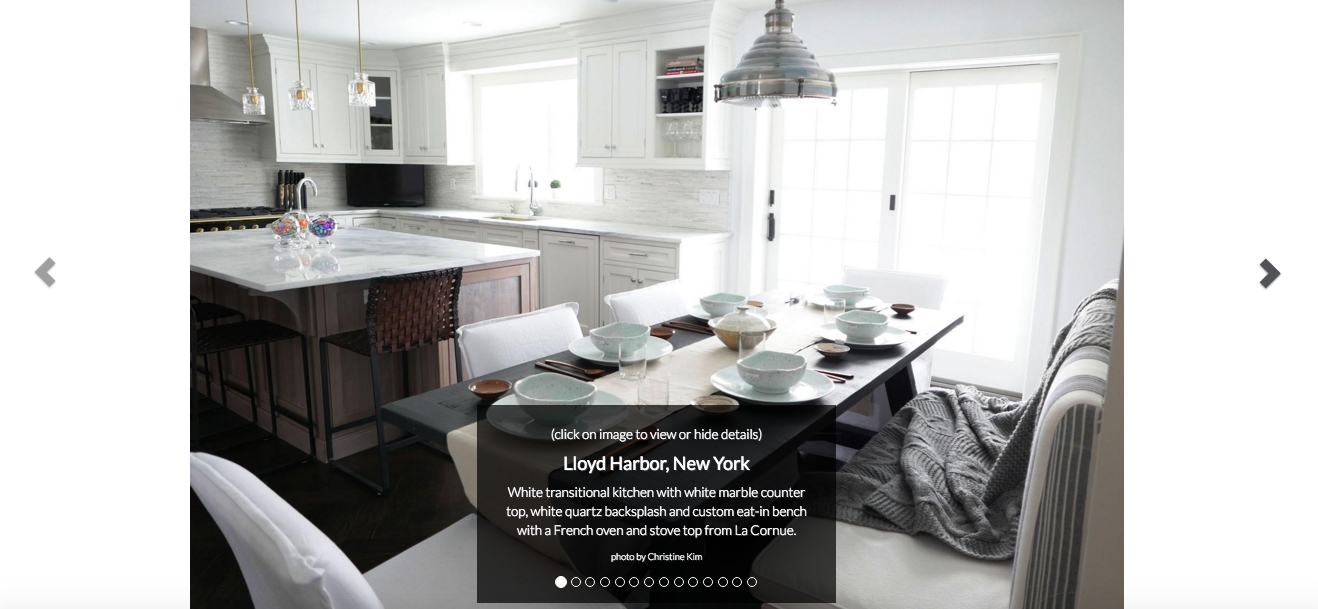 (click on image to view or hide details)
Lloyd Harbor, New York
White transitional kitchen with white marble counter
top, white quartz backsplash and custom eat-in bench
with a French oven and stove top from La Cornue.
photo by Christine Kim